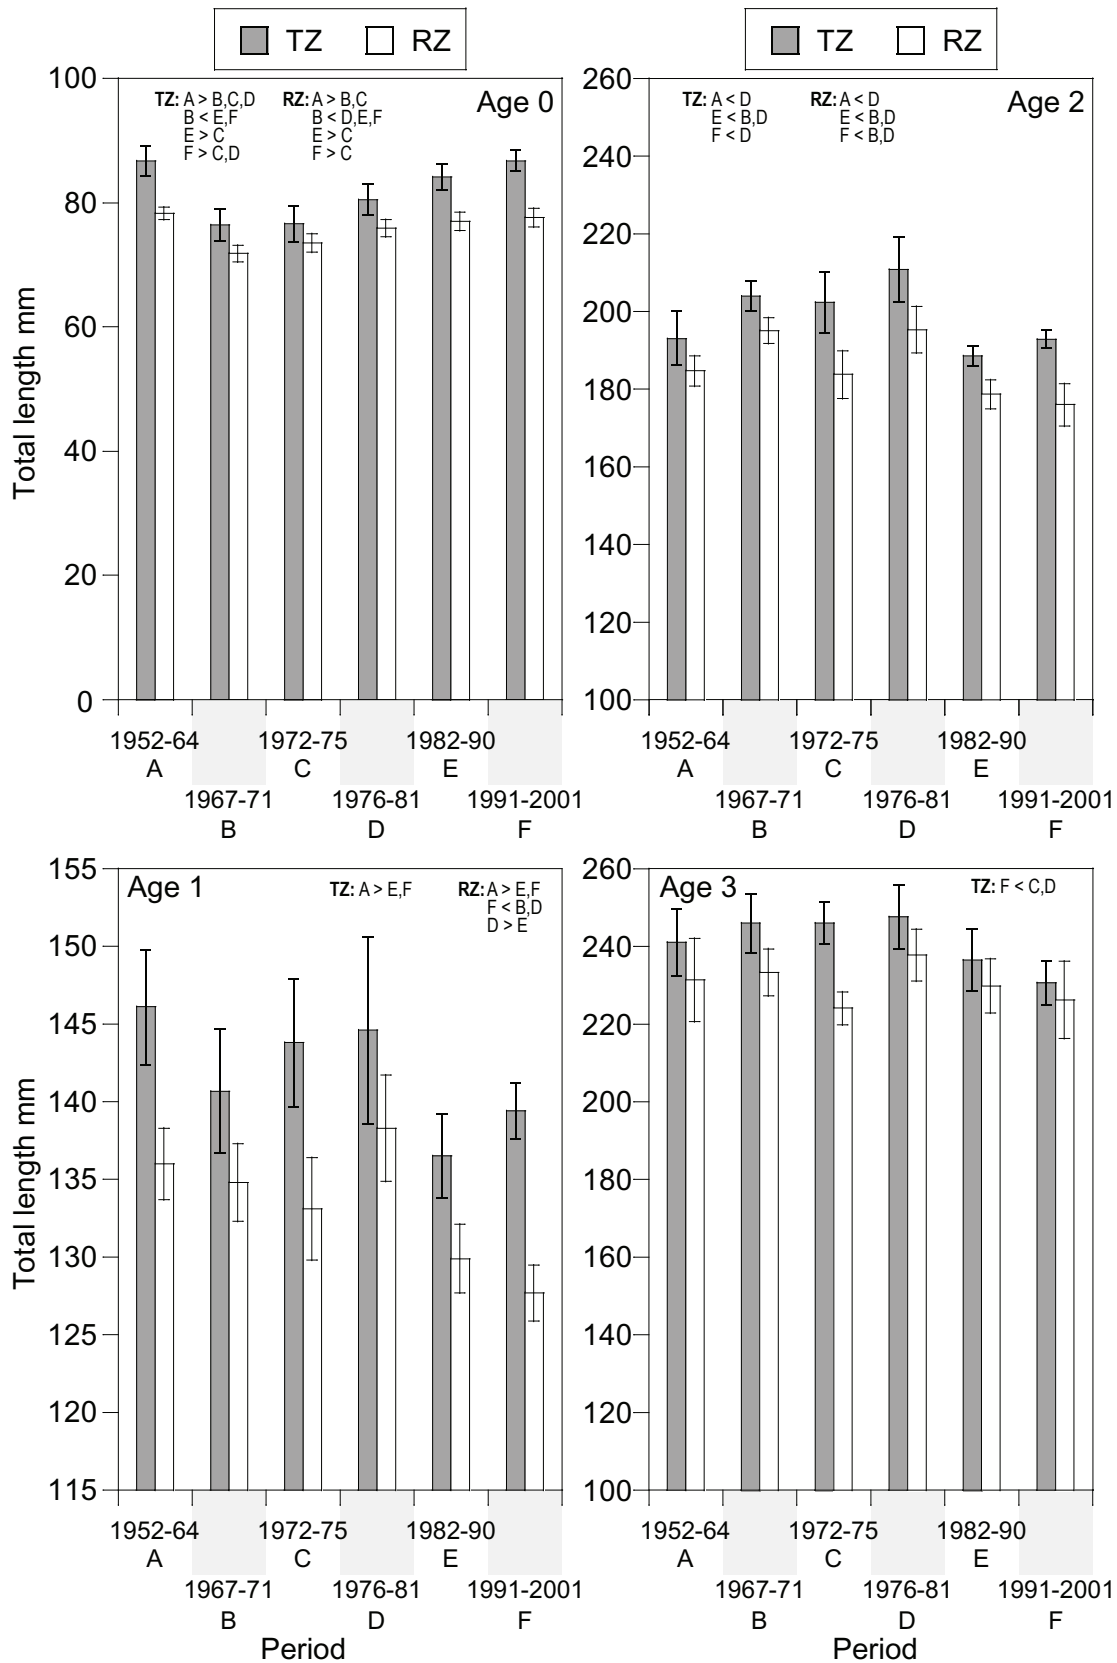 TZ RZ
TZ RZ
100
80
60
40
20
0
Total length mm
TZ: A > B,C,D
B < E,F
E > C
F > C,D
RZ: A > B,C
B < D,E,F
E > C
F > C
Age 0
1952-64 1972-75 1982-90
A C E
1967-71 1976-81 1991-2001
B D F
260
240
220
200
180
160
140
120
100
TZ: A < D
E < B,D
F < D
RZ: A < D
E < B,D
F < B,D
Age 2
1952-64 1972-75 1982-90
A C E
1967-71 1976-81 1991-2001
B D F
155
150
145
140
135
130
125
120
115
Total length mm
Age 1
TZ: A > E,F
RZ: A > E,F
F < B,D
D > E
1952-64 1972-75 1982-90
A C E
1967-71 1976-81 1991-2001
B D F
Period
260
240
220
200
180
160
140
120
100
Age 3
TZ: F < C,D
1952-64 1972-75 1982-90
A C E
1967-71 1976-81 1991-2001
B D F
Period